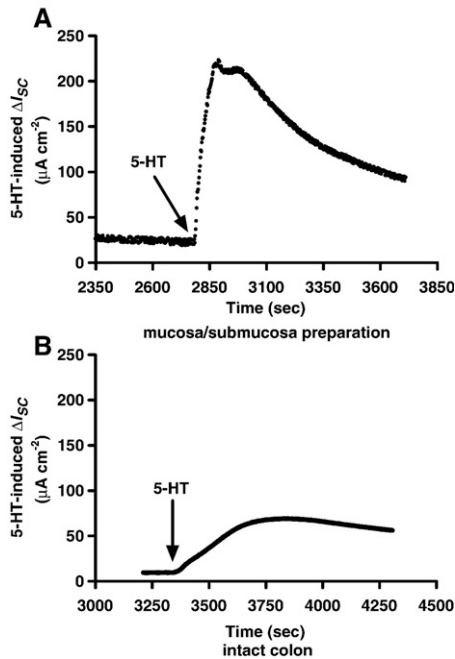 A
250
200
150
100
50
0
5-HT-induced ΔISC
(μA cm-2)
5-HT
2350 2600 2850 3100 3350 3600 3850
Time (sec)
mucosa/submucosa preparation
B
250
200
150
100
50
0
5-HT-induced ΔISC
(μA cm-2)
5-HT
3000 3250 3500 3750 4000 4250 4500
Time (sec)
intact colon